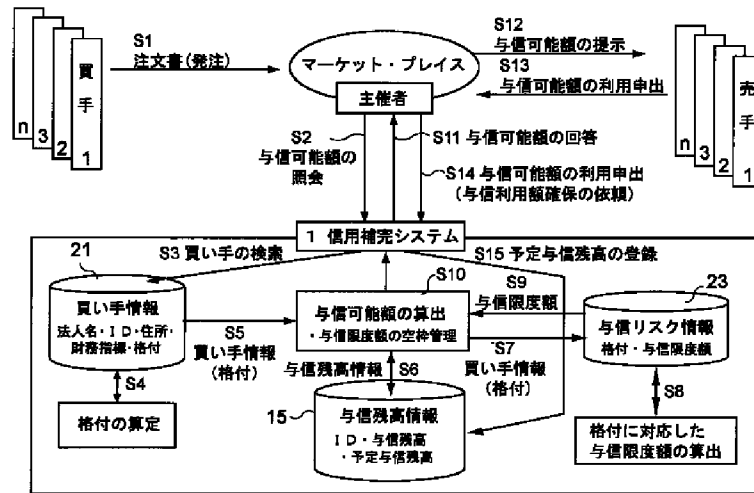 S1
注文書(発注)
買手
1
2
3
n
マーケット・プレイス
主催者
S12
与信可能額の提示
S13
与信可能額の利用申出
売手
1
2
3
n
S2
与信可能額の
照会
S11 与信可能額の回答
S14 与信可能額の利用申出
(与信利用額確保の依頼)
1 信用補完システム
21
S3 買い手の検索
S15 予定与信残高の登録
買い手情報
法人名・ID・住所・
財務指標・格付
S5
買い手情報
(格付)
S10
与信可能額の算出
・与信限度額の空枠管理
S9
与信限度額
23
与信リスク情報
格付・与信限度額
S4
格付の算定
与信残高情報
S6
S7
買い手情報
(格付)
15
与信残高情報
ID・与信残高
・予定与信残高
S8
格付に対応した
与信限度額の算出